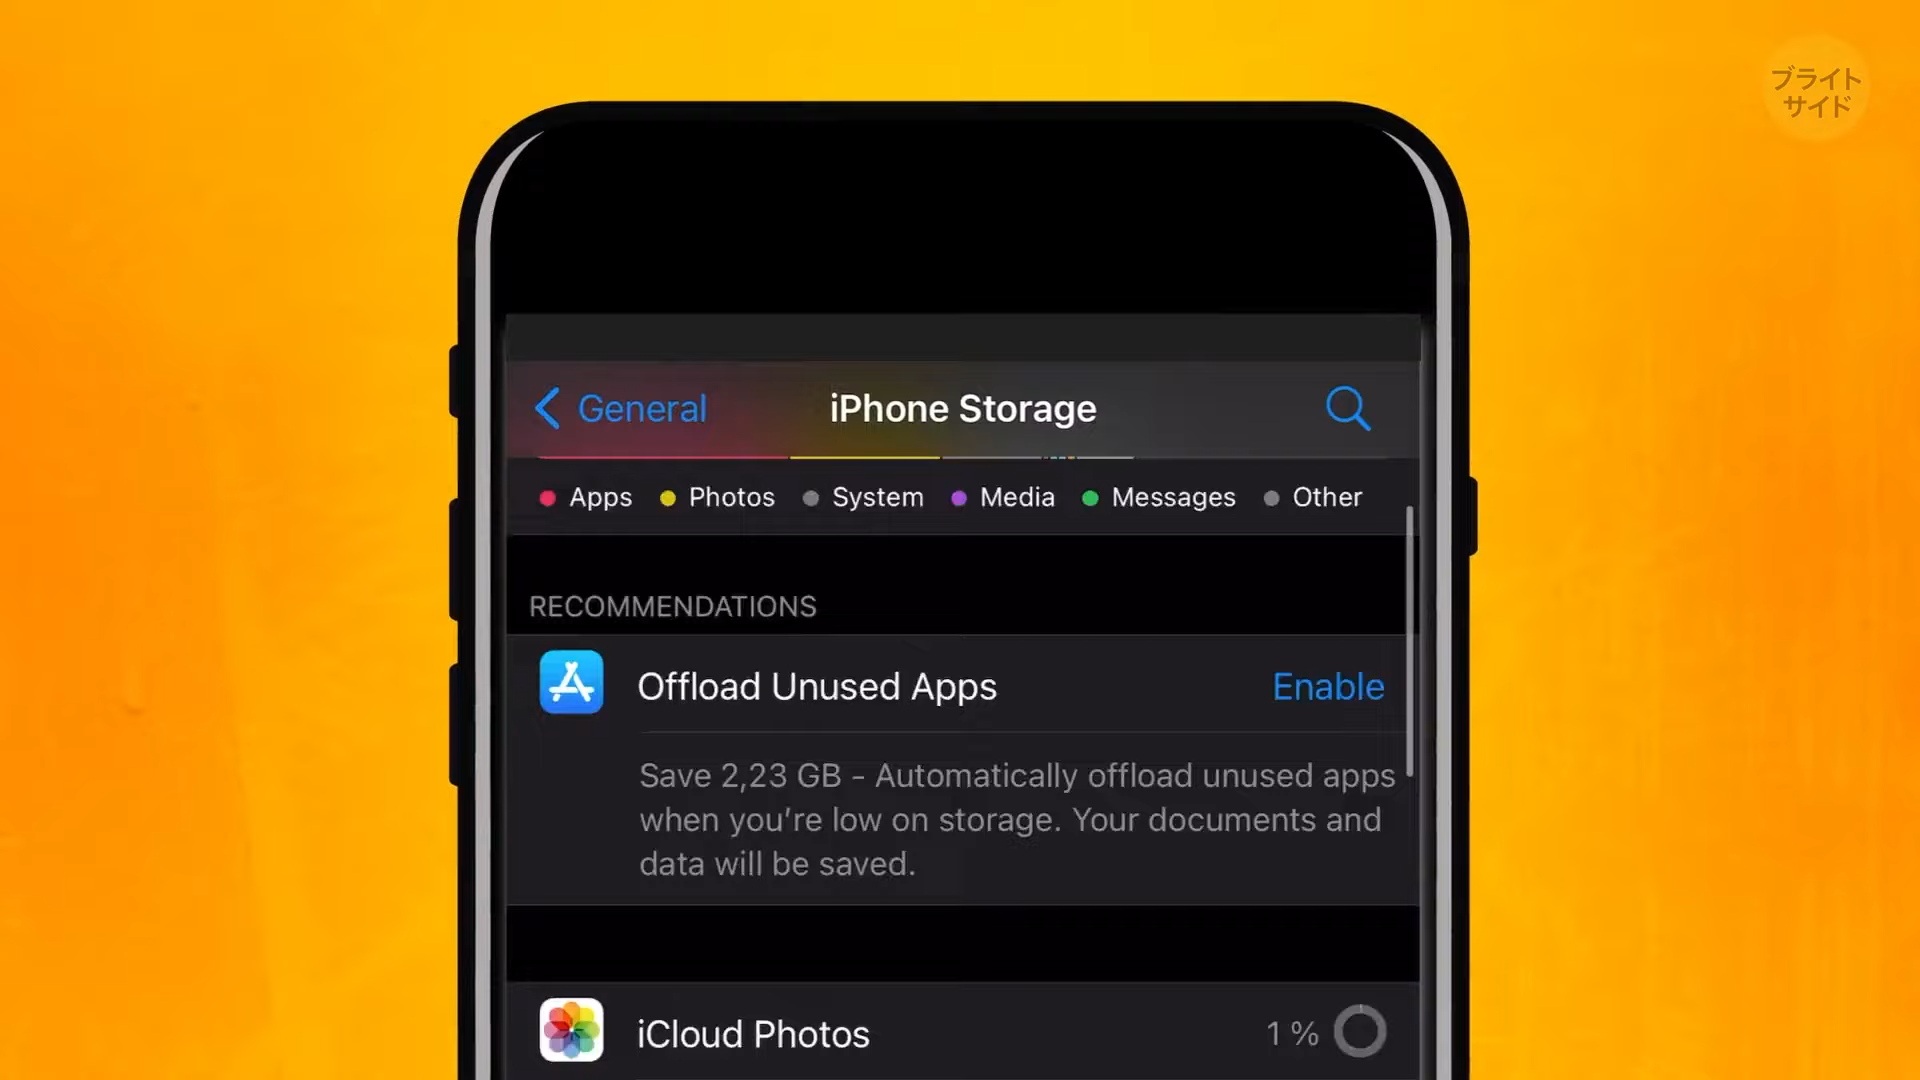 ブライト
サイド
General
iPhone Storage
Apps
Photos
System
Media
Messages
Other
RECOMMENDATIONS
Offload Unused Apps
Enable
Save 2,23 GB - Automatically offload unused apps
when you're low on storage. Your documents and
data will be saved.
iCloud Photos
1 %